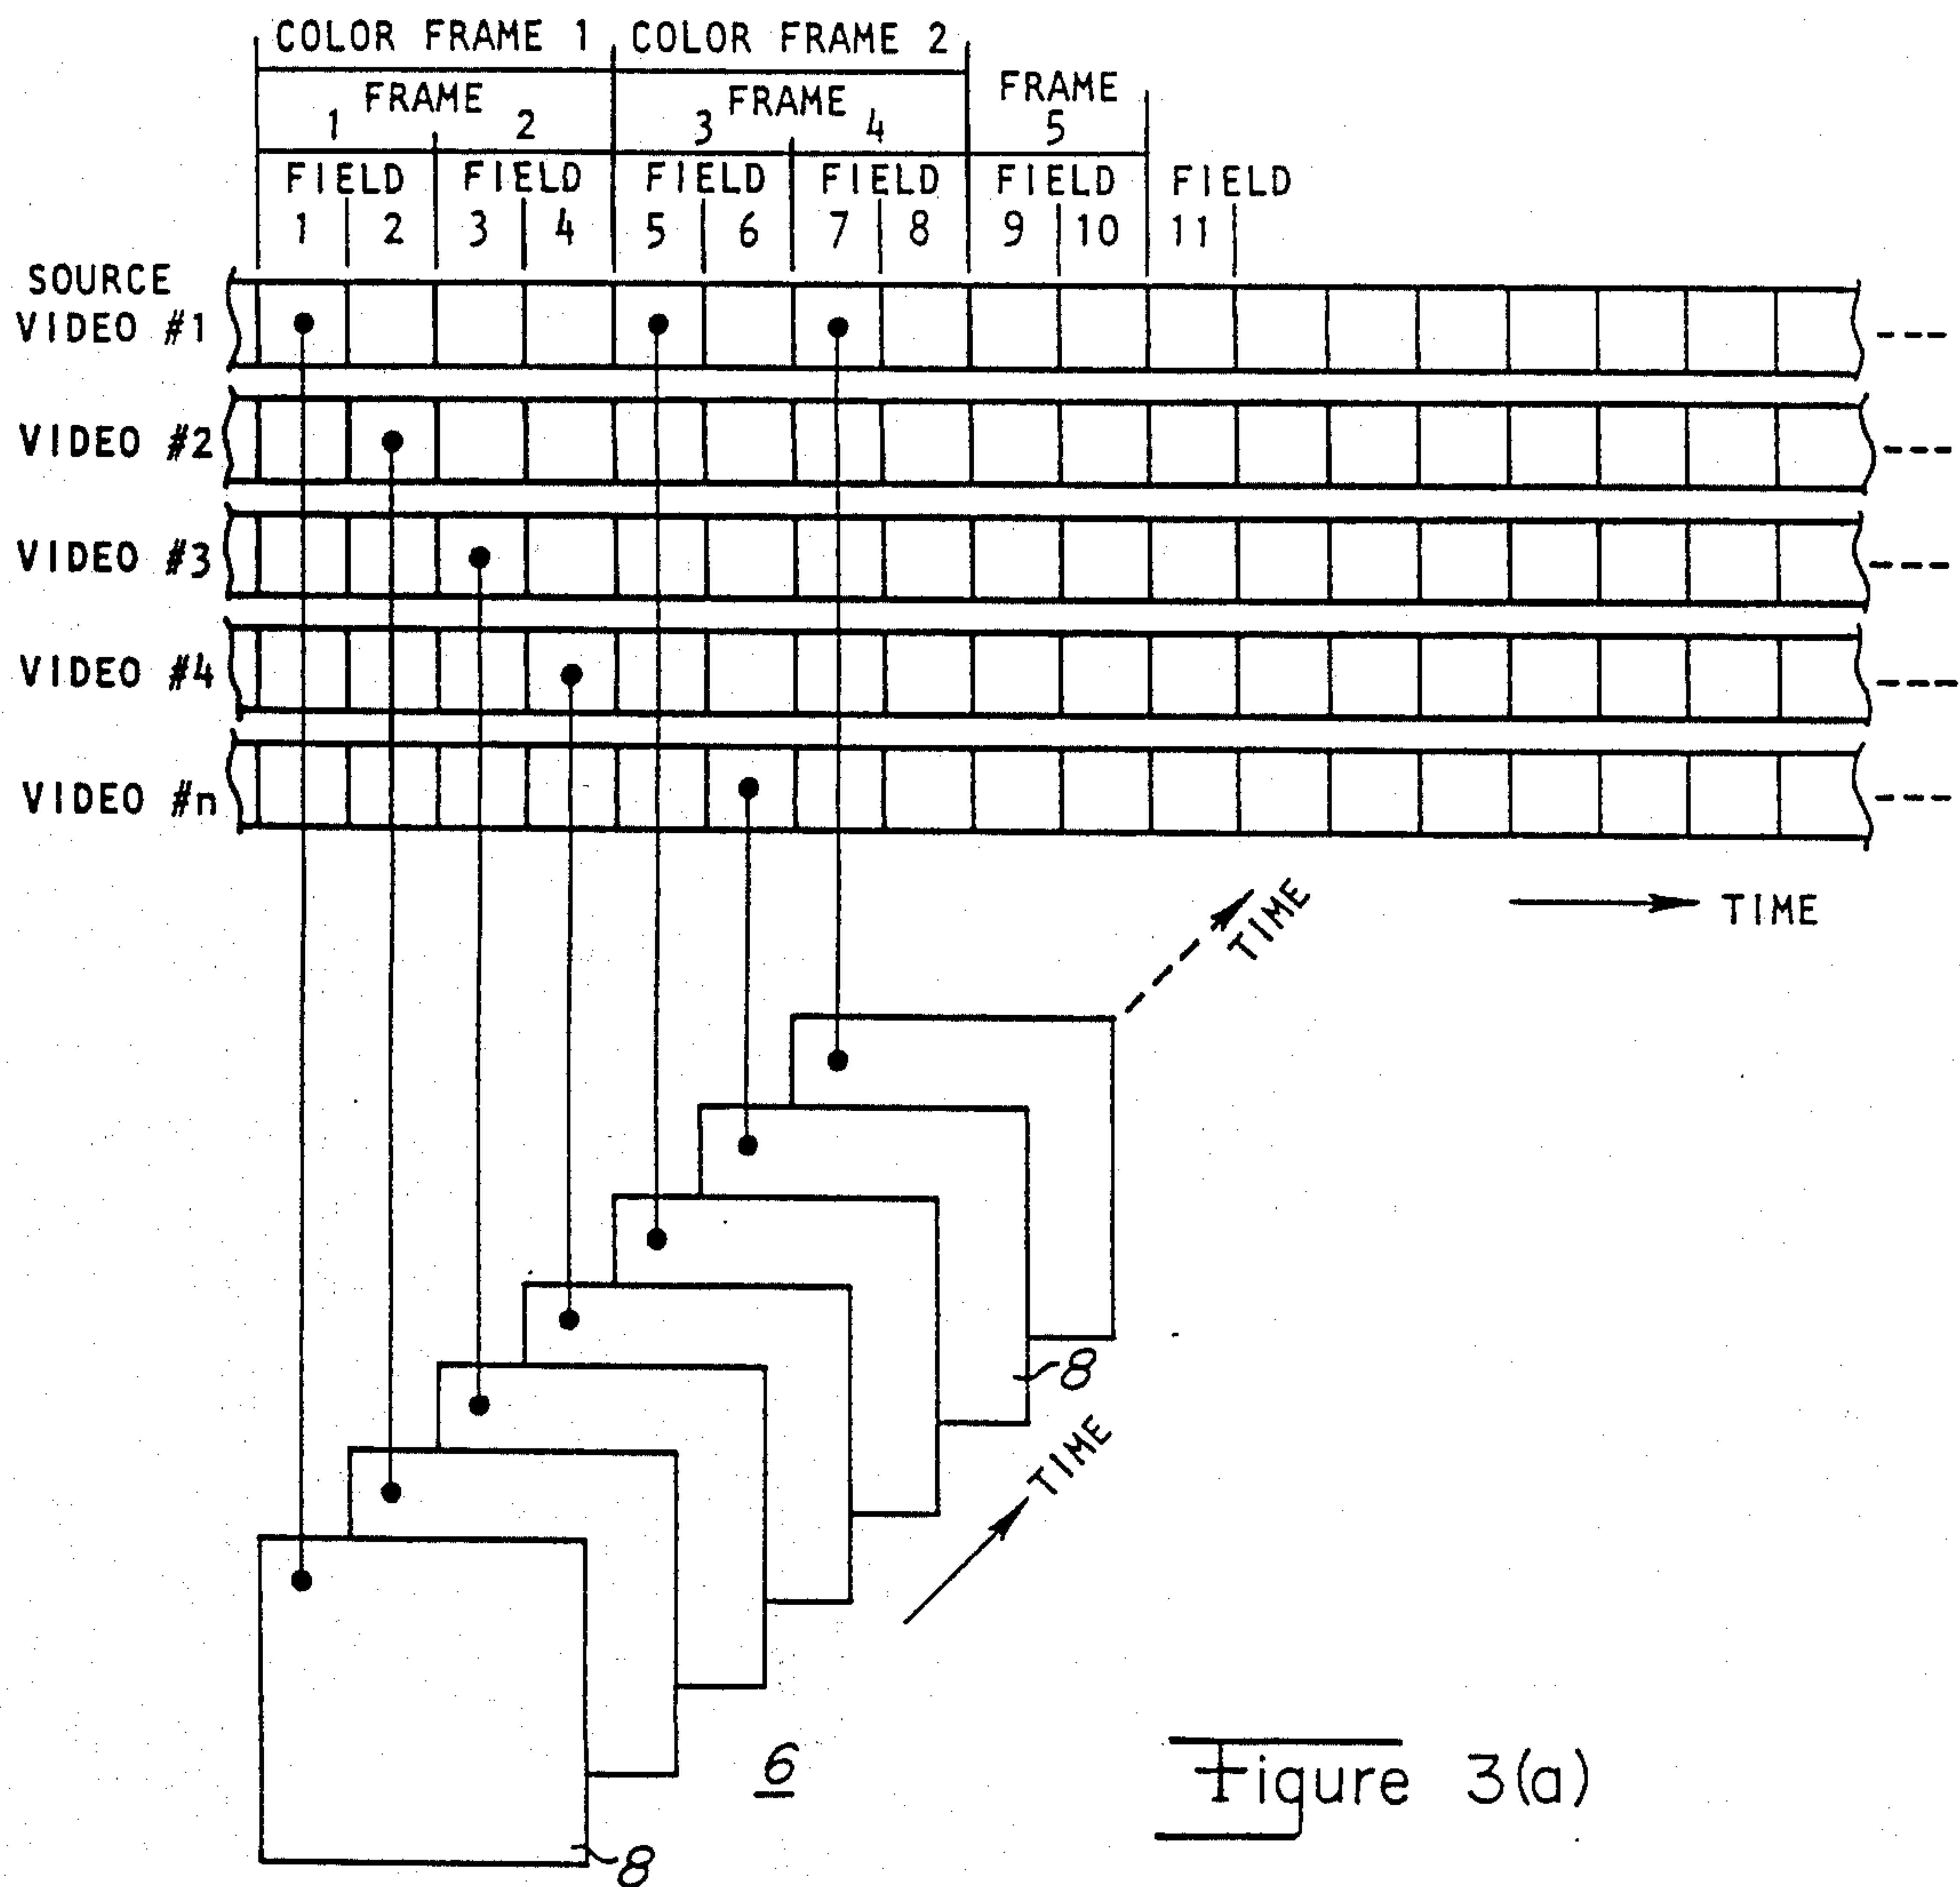 COLOR FRAME 1 COLOR FRAME 2
FRAME FRAME FRAME
1 2 3 4 5
FIELD FIELD FIELD FIELD FIELD FIELD
1 2 3 4 5 6 7 8 9 10 11
SOURCE
VIDEO #1
VIDEO #2
VIDEO #3
VIDEO #4
VIDEO #n
TIME
TIME
8
TIME
6
8
Figure 3(a)